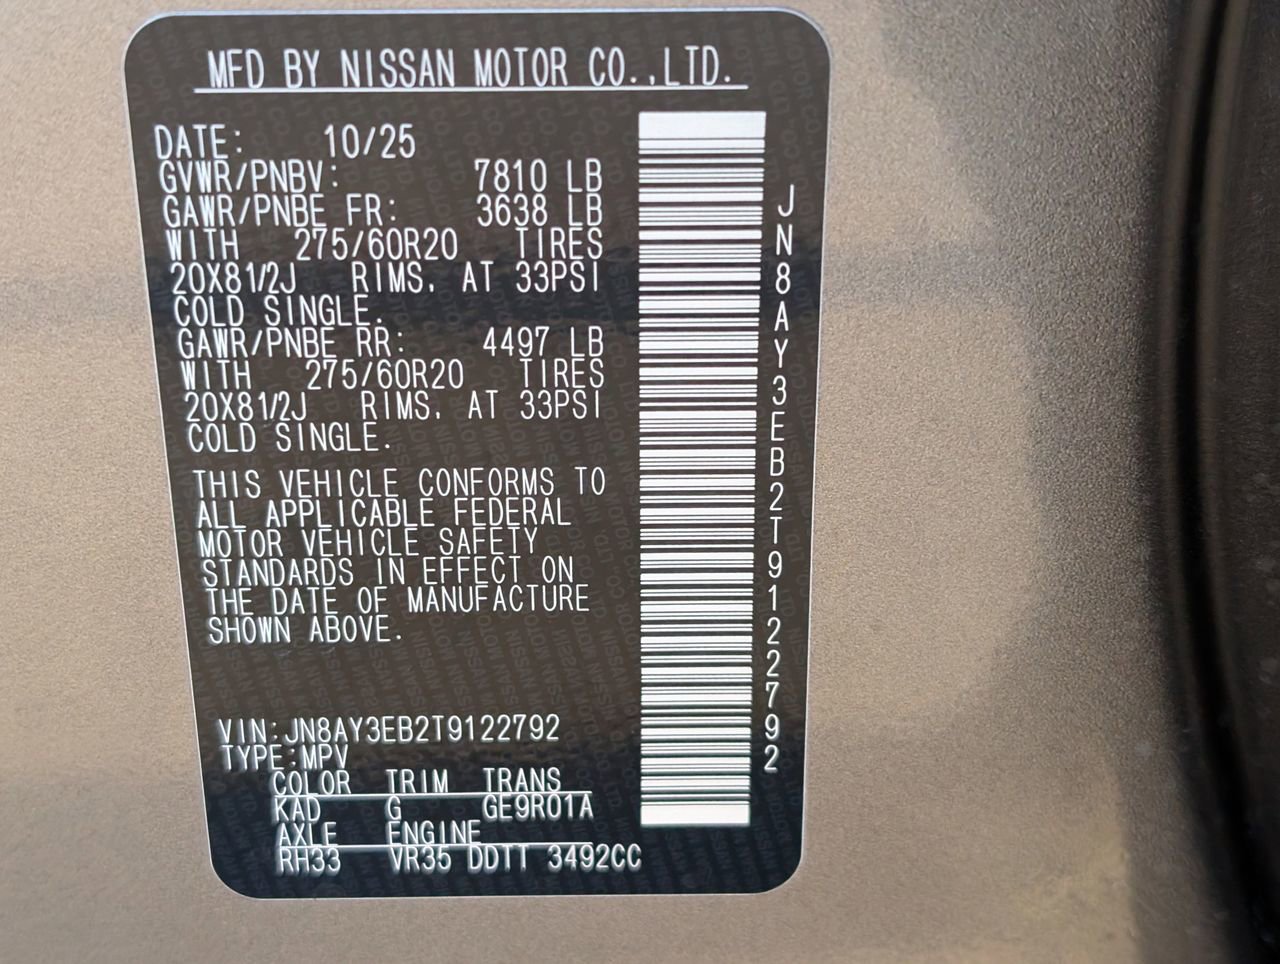 MFD BY NISSAN MOTOR CO.,LTD.
DATE: 10/25
GVWR/PNBV: 7810 LB
GAWR/PNBE FR: 3638 LB
WITH 275/60R20 TIRES
20X81/2J RIMS. AT 33PSI
COLD SINGLE.
GAWR/PNBE RR: 4497 LB
WITH 275/60R20 TIRES
20X81/2J RIMS. AT 33PSI
COLD SINGLE.
THIS VEHICLE CONFORMS TO
ALL APPLICABLE FEDERAL
MOTOR VEHICLE SAFETY
STANDARDS IN EFFECT ON
THE DATE OF MANUFACTURE
SHOWN ABOVE.
VIN:JN8AY3EB2T9122792
TYPE:MPV
COLOR TRIM TRANS
KAD G GE9R01A
AXLE ENGINE
RH33 VR35 DDTT 3492CC
JN8AY3EB2T9122792